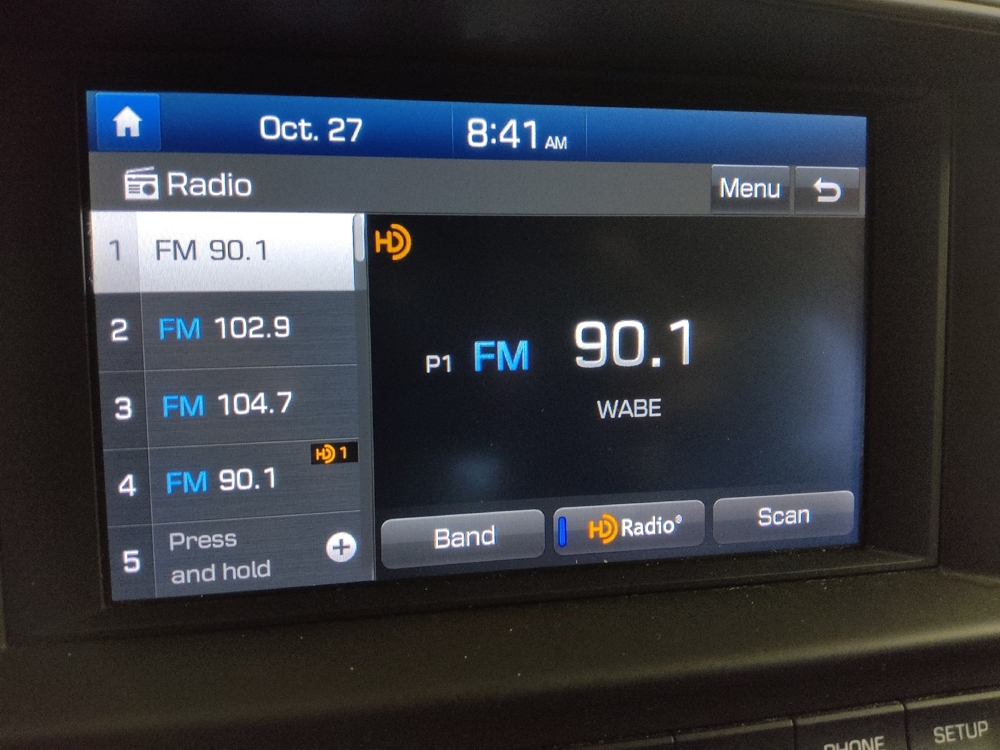 Oct. 27 8:41 AM
Radio Menu
1 FM 90.1
HD
2 FM 102.9
P1 FM 90.1
WABE
3 FM 104.7
HD 1
4 FM 90.1
5 Press
and hold
Band HD Radio® Scan
PHONE SETUP